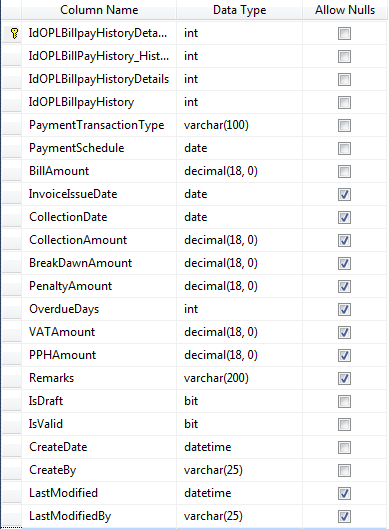 Column Name Data Type Allow Nulls
IdOPLBillpayHistoryDeta... int
IdOPLBillPayHistory_Hist... int
IdOPLBillpayHistoryDetails int
IdOPLBillpayHistory int
PaymentTransactionType varchar(100)
PaymentSchedule date
BillAmount decimal(18, 0)
InvoiceIssueDate date
CollectionDate date
CollectionAmount decimal(18, 0)
BreakDawnAmount decimal(18, 0)
PenaltyAmount decimal(18, 0)
OverdueDays int
VATAmount decimal(18, 0)
PPHAmount decimal(18, 0)
Remarks varchar(200)
IsDraft bit
IsValid bit
CreateDate datetime
CreateBy varchar(25)
LastModified datetime
LastModifiedBy varchar(25)